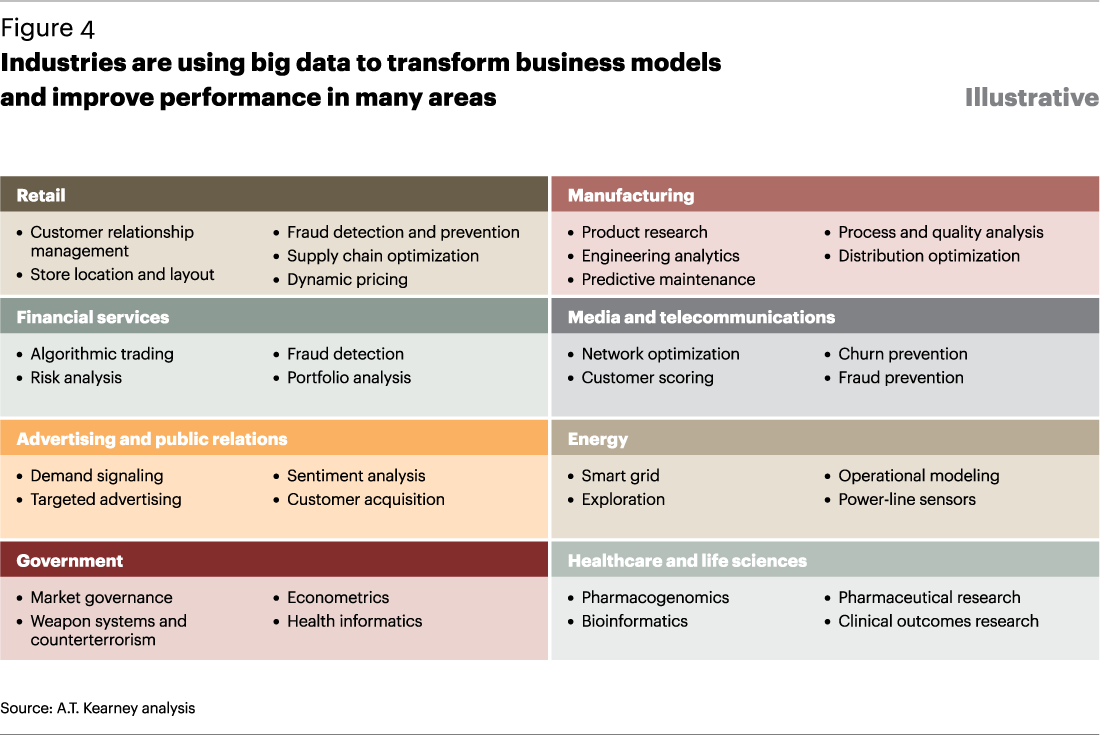 Figure 4
Industries are using big data to transform business models
and improve performance in many areas
Illustrative
Retail
• Customer relationship
management
• Store location and layout
• Fraud detection and prevention
• Supply chain optimization
• Dynamic pricing
Manufacturing
• Product research
• Engineering analytics
• Predictive maintenance
• Process and quality analysis
• Distribution optimization
Financial services
• Algorithmic trading
• Risk analysis
• Fraud detection
• Portfolio analysis
Media and telecommunications
• Network optimization
• Customer scoring
• Churn prevention
• Fraud prevention
Advertising and public relations
• Demand signaling
• Targeted advertising
• Sentiment analysis
• Customer acquisition
Energy
• Smart grid
• Exploration
• Operational modeling
• Power-line sensors
Government
• Market governance
• Weapon systems and
counterterrorism
• Econometrics
• Health informatics
Healthcare and life sciences
• Pharmacogenomics
• Bioinformatics
• Pharmaceutical research
• Clinical outcomes research
Source: A.T. Kearney analysis